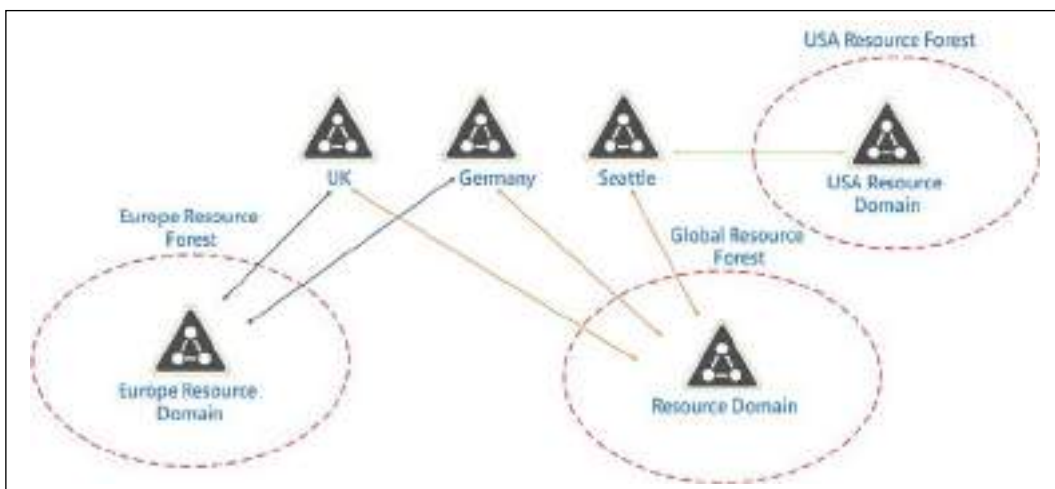 USA Resource Forest
UK
Germany
Seattle
USA Resource
Domain
Europe Resource
Forest
Global Resource
Forest
Europe Resource
Domain
Resource Domain